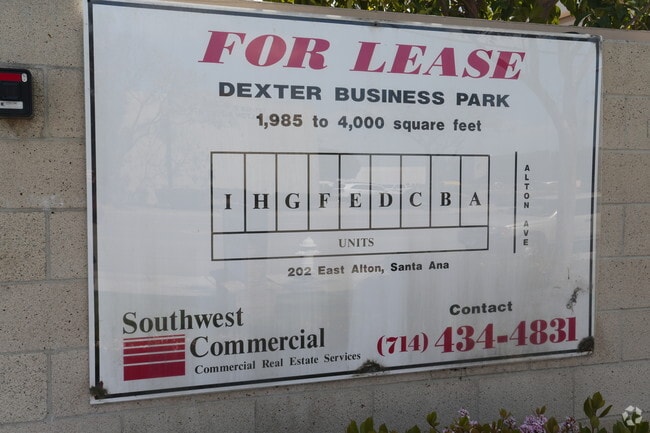 FOR LEASE
DEXTER BUSINESS PARK
1,985 to 4,000 square feet
I H G F E D C B A
UNITS
ALTON AVE
202 East Alton, Santa Ana
Southwest
Commercial
Commercial Real Estate Services
Contact
(714) 434-4831